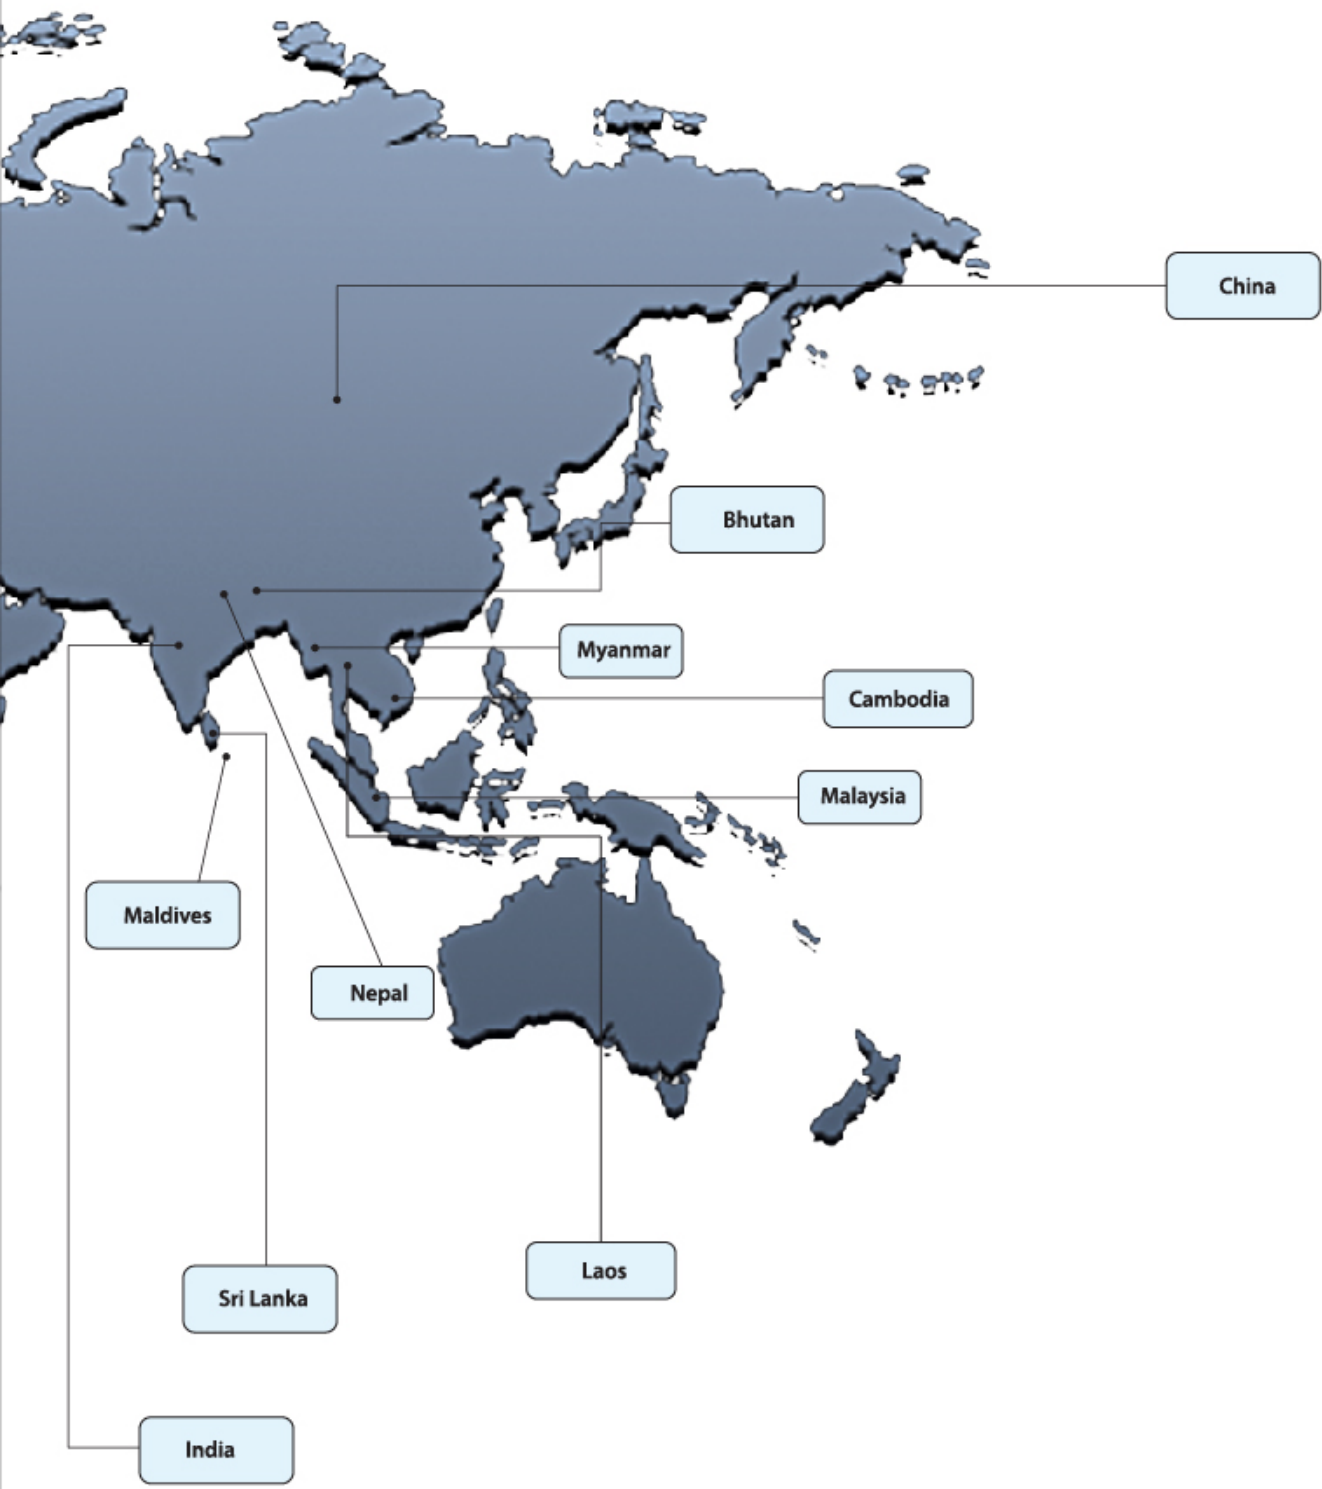 China
Bhutan
Myanmar
Cambodia
Malaysia
Maldives
Nepal
Laos
Sri Lanka
India